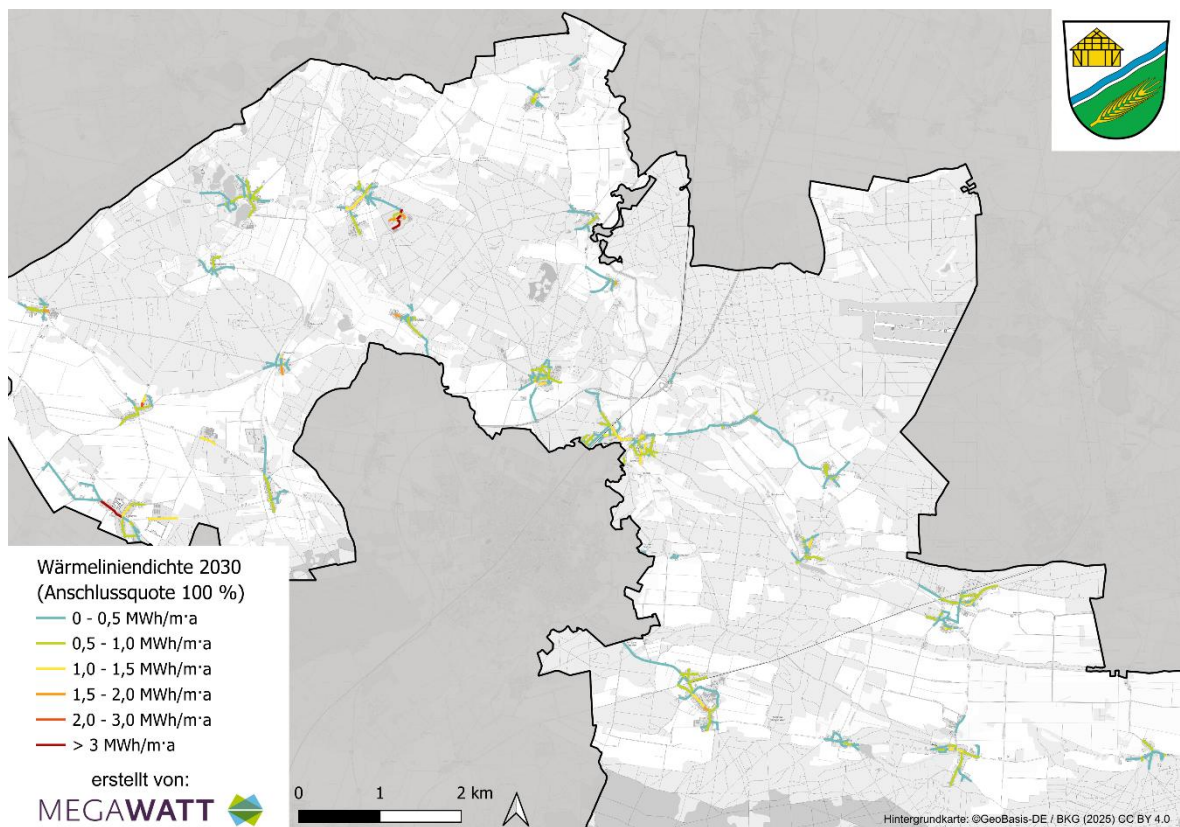 Wärmeliniendichte 2030
(Anschlussquote 100 %)
0 - 0,5 MWh/m·a
0,5 - 1,0 MWh/m·a
1,0 - 1,5 MWh/m·a
1,5 - 2,0 MWh/m·a
2,0 - 3,0 MWh/m·a
> 3 MWh/m·a
erstellt von:
MEGAWATT
0 1 2 km
Hintergrundkarte: ©GeoBasis-DE / BKG (2025) CC BY 4.0